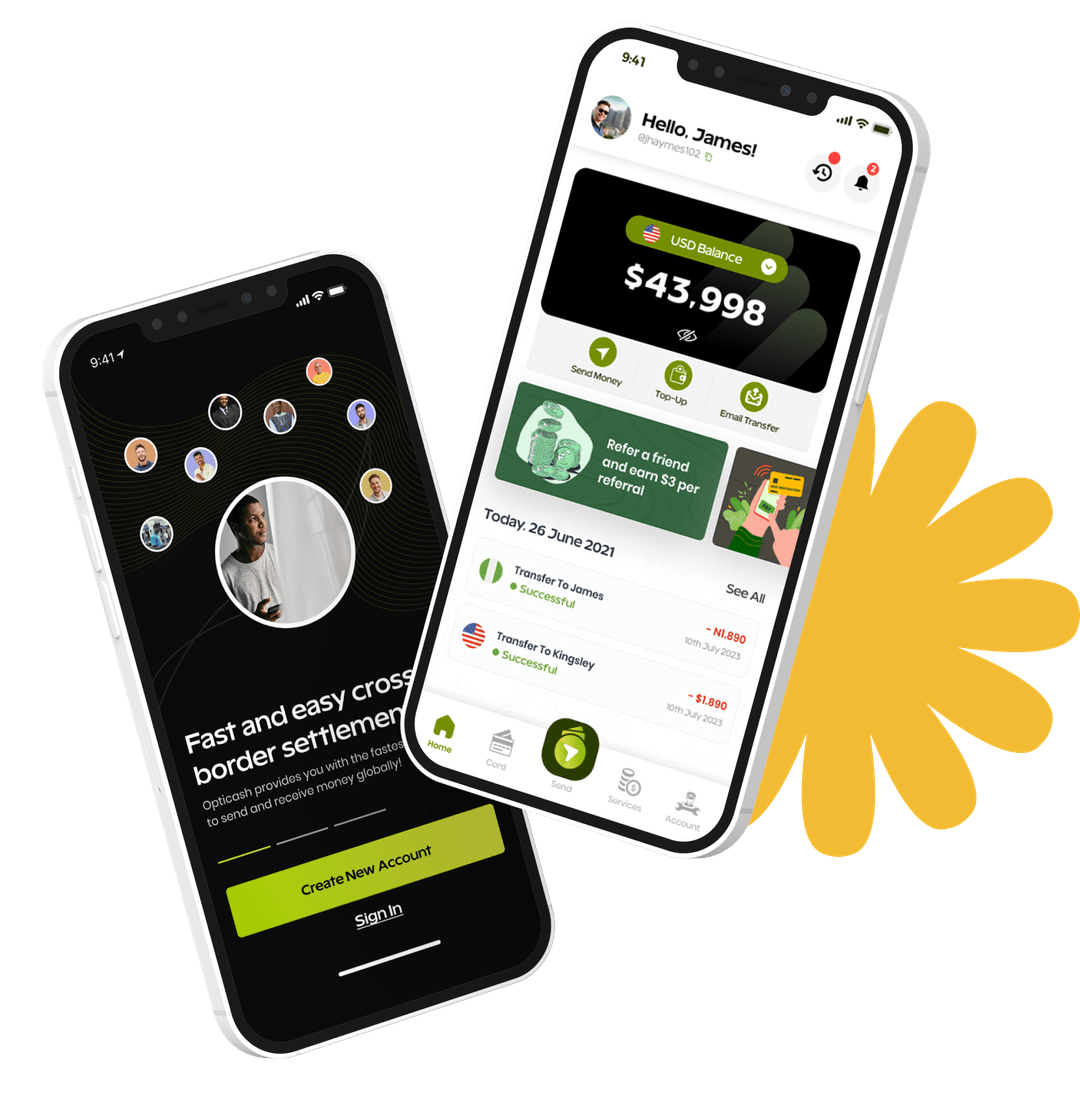 9:41
Hello, James!
@jhaymes102
2
USD Balance
$43,998
Send Money
Top-Up
Email Transfer
Refer a friend
and earn $3 per
referral
PAY
Today. 26 June 2021
See All
Transfer To James
Successful
- N1.890
10th July 2023
Transfer To Kingsley
Successful
- $1.890
10th July 2023
Home
Card
Send
Services
Account
9:41
Fast and easy cross
border settlemen
Opticash provides you with the fastes
to send and receive money globally!
Create New Account
Sign In